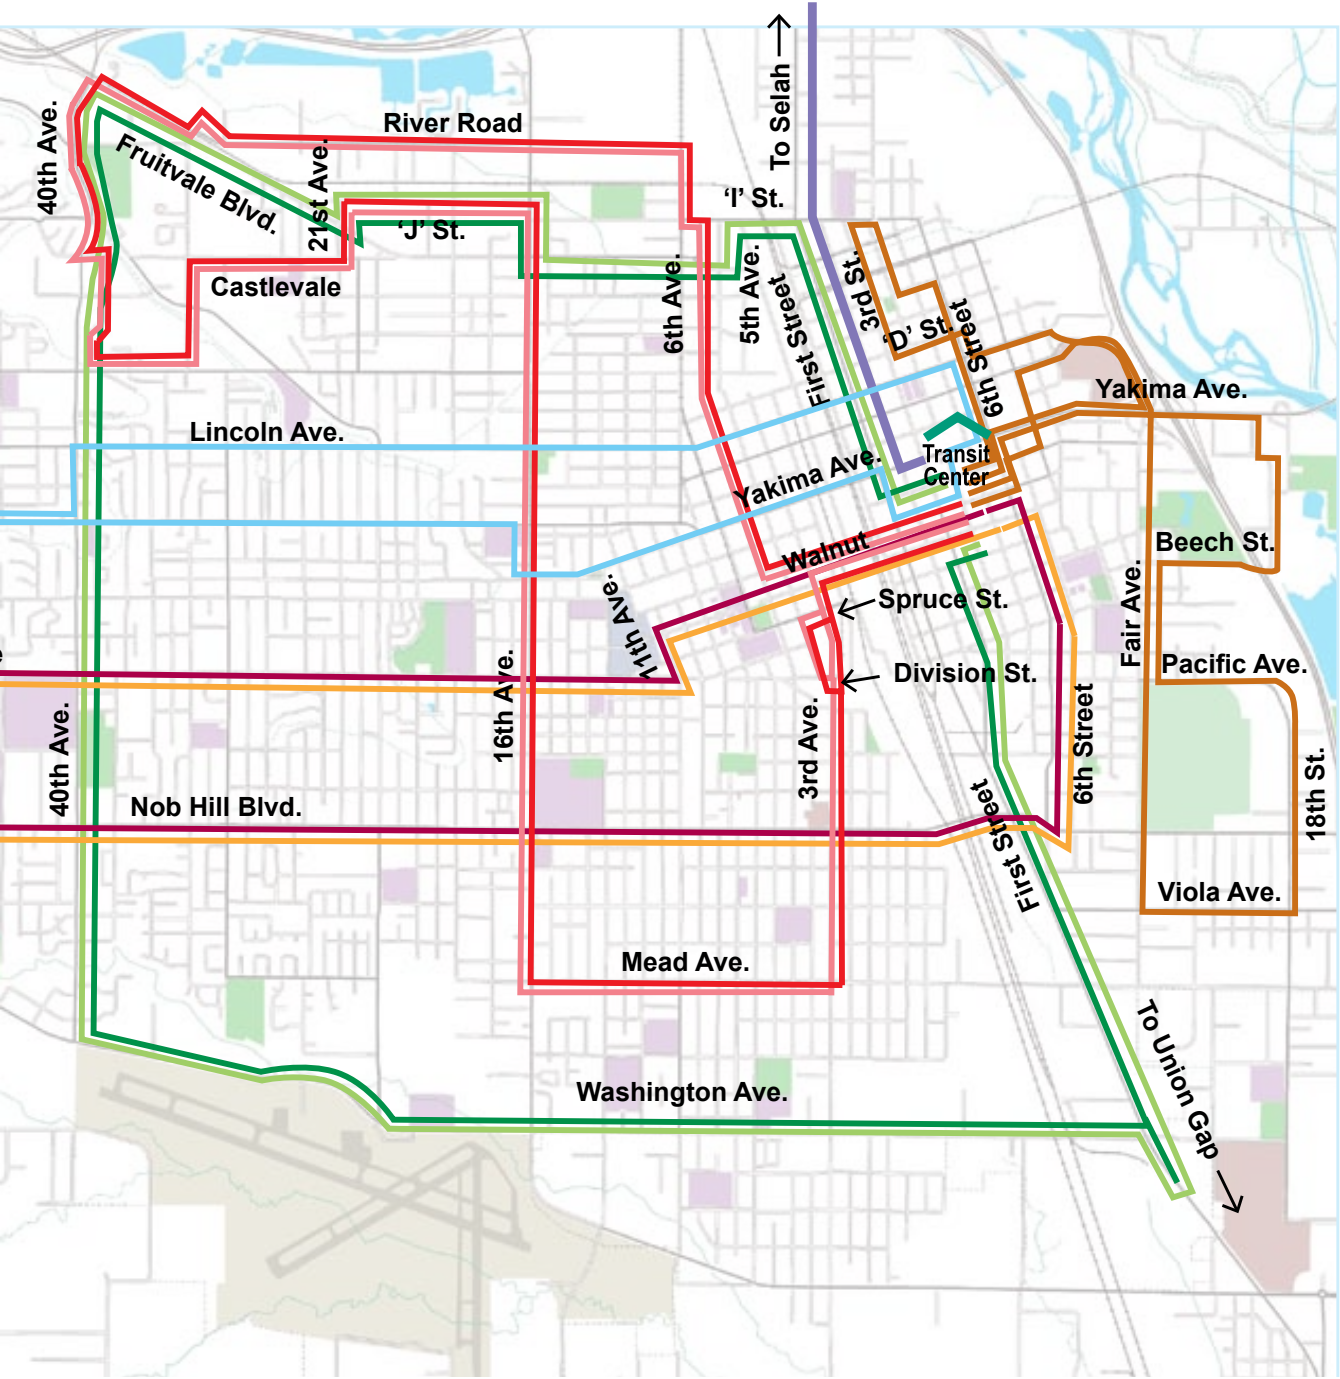 To Selah
40th Ave.
River Road
Fruitvale Blvd.
21st Ave.
'I' St.
'J' St.
Castlevale
6th Ave.
5th Ave.
First Street
3rd St.
'D' St.
6th Street
Yakima Ave.
Lincoln Ave.
Transit
Center
Yakima Ave.
Walnut
Beech St.
Spruce St.
11th Ave.
Fair Ave.
Division St.
Pacific Ave.
16th Ave.
40th Ave.
3rd Ave.
6th Street
18th St.
Nob Hill Blvd.
First Street
Viola Ave.
Mead Ave.
To Union Gap
Washington Ave.